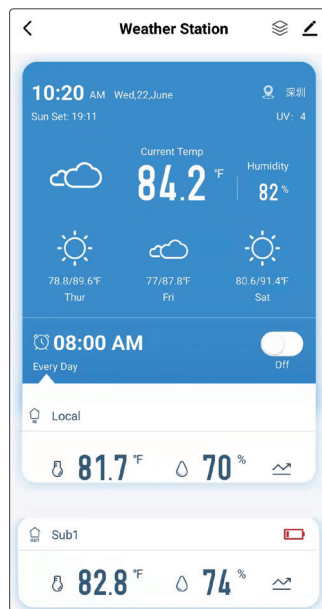 Weather Station
10:20 AM Wed,22,June 深圳
Sun Set: 19:11 UV: 4
Current Temp
84.2 °F
Humidity
82 %
78.8/89.6°F 77/87.8°F 80.6/91.4°F
Thur Fri Sat
08:00 AM
Every Day Off
IN Local
81.7 °F 70 %
OUT Sub1
82.8 °F 74 %